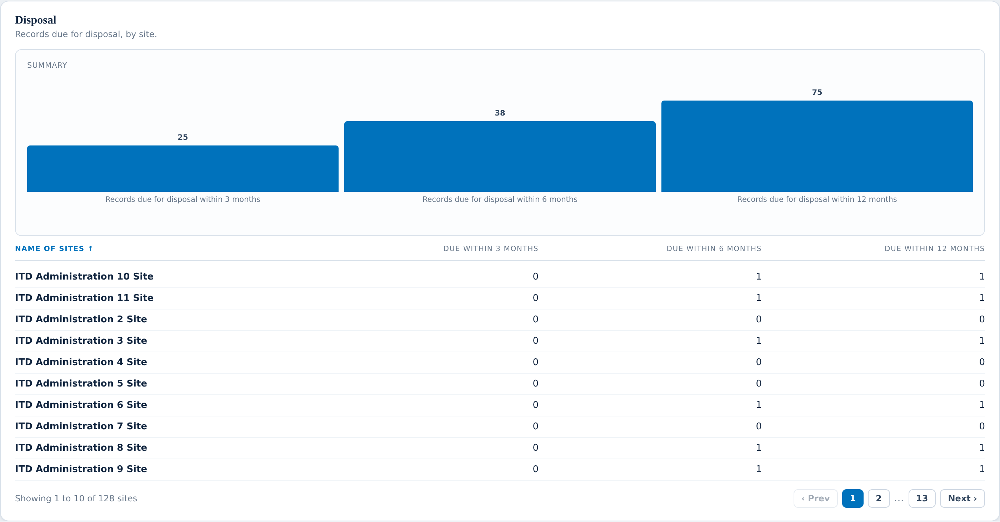 Disposal
Records due for disposal, by site.
SUMMARY
25
38
75
Records due for disposal within 3 months
Records due for disposal within 6 months
Records due for disposal within 12 months
NAME OF SITES ↑ DUE WITHIN 3 MONTHS DUE WITHIN 6 MONTHS DUE WITHIN 12 MONTHS
ITD Administration 10 Site 0 1 1
ITD Administration 11 Site 0 1 1
ITD Administration 2 Site 0 0 0
ITD Administration 3 Site 0 1 1
ITD Administration 4 Site 0 0 0
ITD Administration 5 Site 0 0 0
ITD Administration 6 Site 0 1 1
ITD Administration 7 Site 0 0 0
ITD Administration 8 Site 0 1 1
ITD Administration 9 Site 0 1 1
Showing 1 to 10 of 128 sites ‹ Prev 1 2 … 13 Next ›